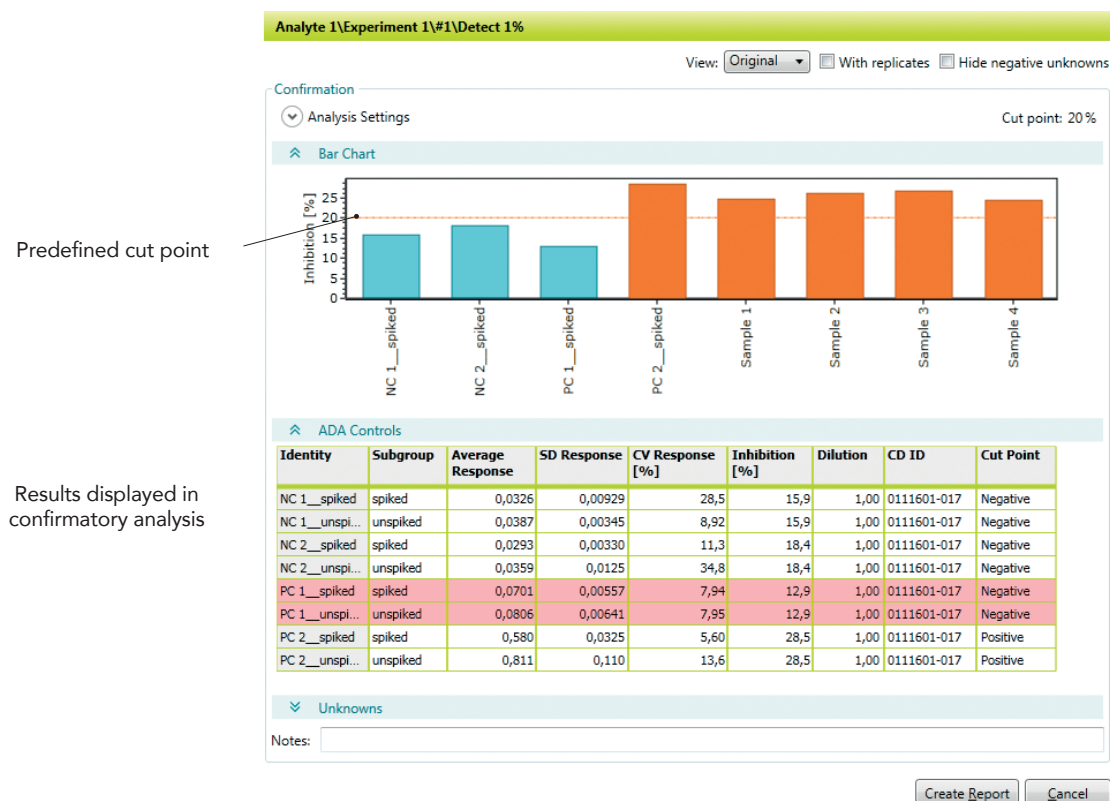 Analyte 1\Experiment 1\#1\Detect 1%
View: Original With replicates Hide negative unknowns
Confirmation
Analysis Settings Cut point: 20 %
Bar Chart
Inhibition [%]
25
20
15
10
5
0
NC 1__spiked
NC 2__spiked
PC 1__spiked
PC 2__spiked
Sample 1
Sample 2
Sample 3
Sample 4
Predefined cut point
ADA Controls
Identity Subgroup Average Response SD Response CV Response [%] Inhibition [%] Dilution CD ID Cut Point
NC 1__spiked spiked 0,0326 0,00929 28,5 15,9 1,00 0111601-017 Negative
NC 1__unspi... unspiked 0,0387 0,00345 8,92 15,9 1,00 0111601-017 Negative
NC 2__spiked spiked 0,0293 0,00330 11,3 18,4 1,00 0111601-017 Negative
NC 2__unspi... unspiked 0,0359 0,0125 34,8 18,4 1,00 0111601-017 Negative
PC 1__spiked spiked 0,0701 0,00557 7,94 12,9 1,00 0111601-017 Negative
PC 1__unspi... unspiked 0,0806 0,00641 7,95 12,9 1,00 0111601-017 Negative
PC 2__spiked spiked 0,580 0,0325 5,60 28,5 1,00 0111601-017 Positive
PC 2__unspi... unspiked 0,811 0,110 13,6 28,5 1,00 0111601-017 Positive
Results displayed in
confirmatory analysis
Unknowns
Notes:
Create Report Cancel